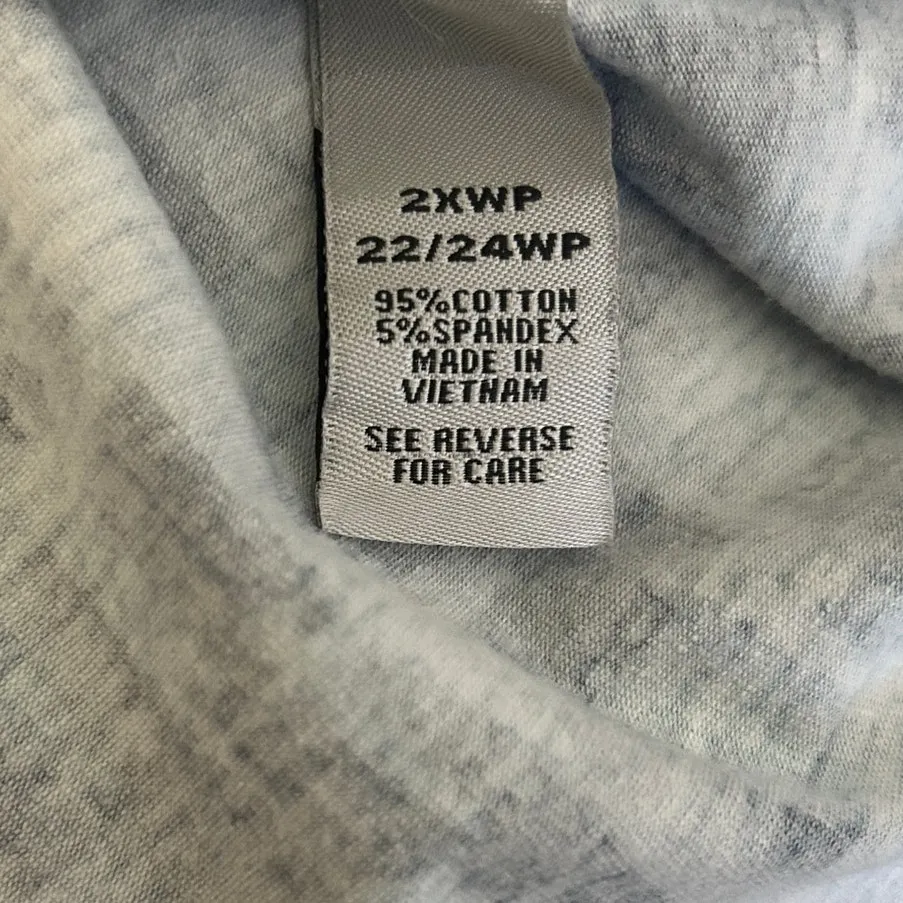 2XWP
22/24WP
95%COTTON
5%SPANDEX
MADE IN
VIETNAM
SEE REVERSE
FOR CARE